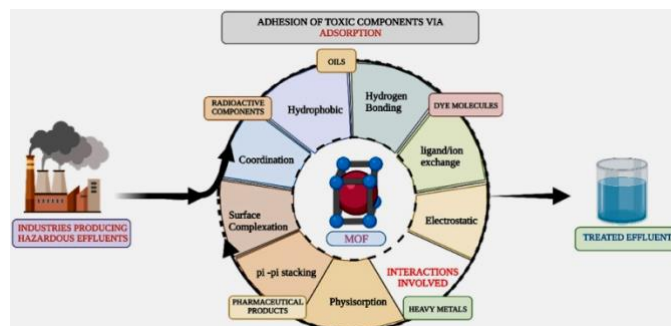 ADHESION OF TOXIC COMPONENTS VIA
ADSORPTION
OILS
RADIOACTIVE
COMPONENTS
Hydrophobic
Hydrogen
Bonding
DYE MOLECULES
Coordination
ligand/ion
exchange
Surface
Complexation
Electrostatic
MOF
INDUSTRIES PRODUCING
HAZARDOUS EFFLUENTS
TREATED EFFLUENT
pi -pi stacking
INTERACTIONS
INVOLVED
PHARMACEUTICAL
PRODUCTS
Physisorption
HEAVY METALS